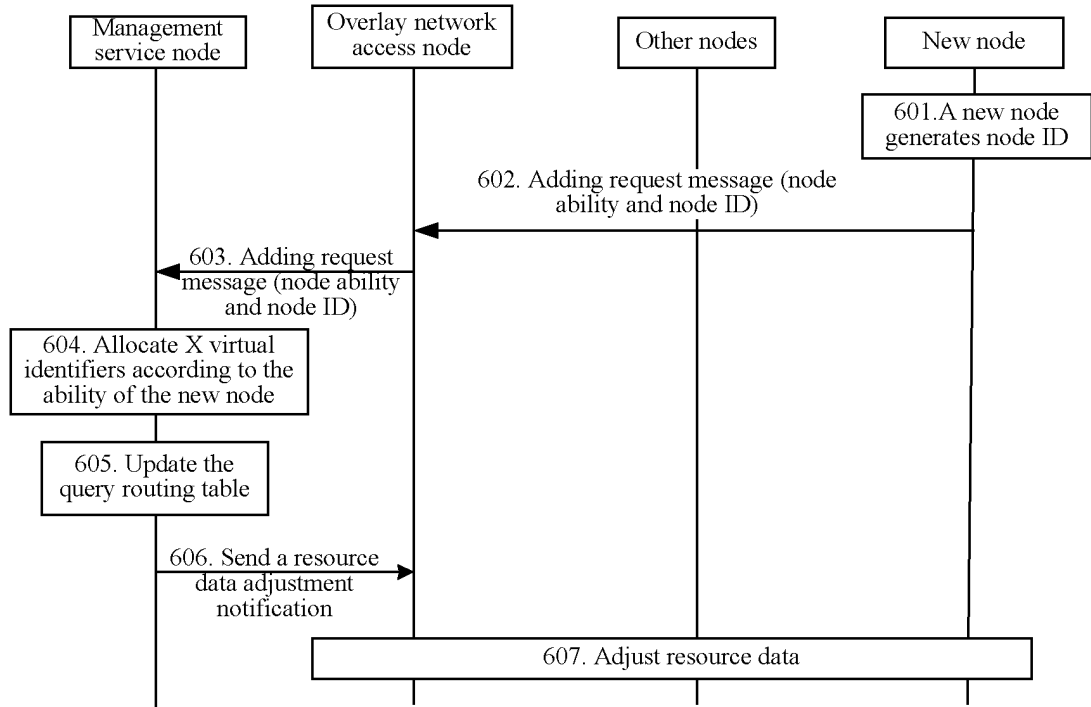 Management
service node
Overlay network
access node
Other nodes
New node
601.A new node
generates node ID
602. Adding request message (node
ability and node ID)
603. Adding request
message (node ability
and node ID)
604. Allocate X virtual
identifiers according to the
ability of the new node
605. Update the
query routing table
606. Send a resource
data adjustment
notification
607. Adjust resource data